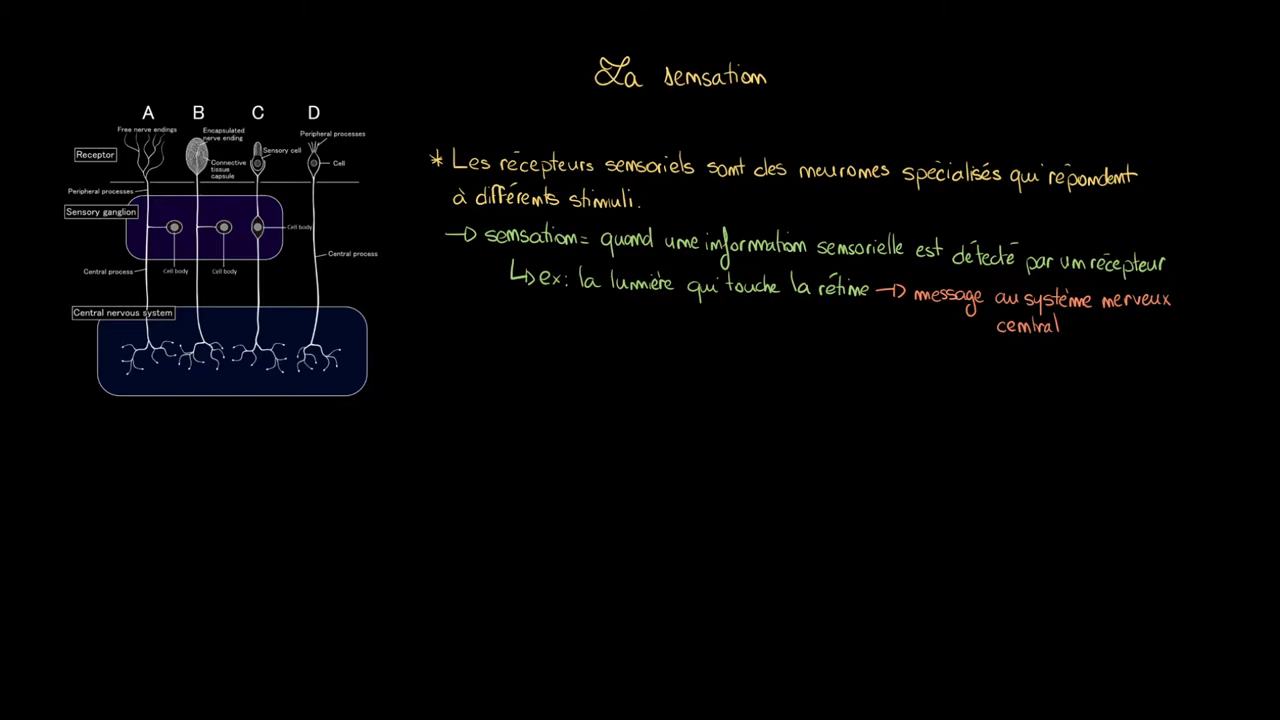 La sensation
A
B
C
D
Free nerve endings
Encapsulated
nerve ending
Peripheral processes
Receptor
Connective
tissue
capsule
Sensory cell
Cell
Peripheral processes
Sensory ganglion
Cell body
Central process
Central process
Cell body
Cell body
Central nervous system
* Les récepteurs sensoriels sont des neurones spécialisés qui répondent
à différents stimuli.
→ sensation = quand une information sensorielle est détecté par un récepteur
↳ ex: la lumière qui touche la rétine → message au système nerveux
central